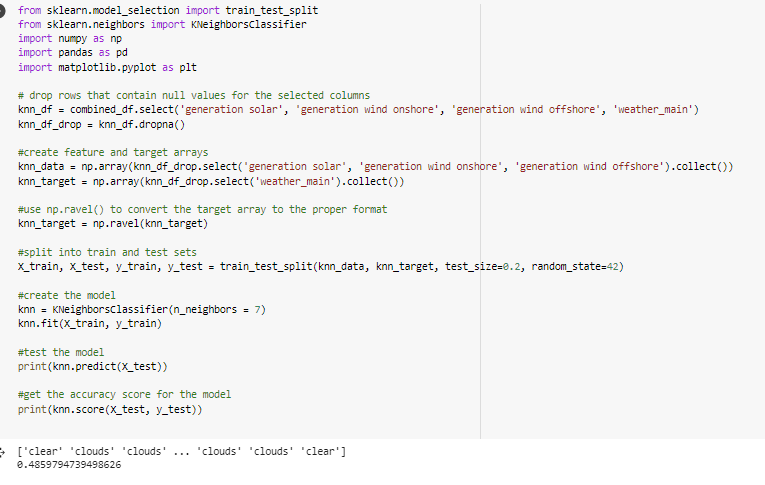 from sklearn.model_selection import train_test_split
from sklearn.neighbors import KNeighborsClassifier
import numpy as np
import pandas as pd
import matplotlib.pyplot as plt
# drop rows that contain null values for the selected columns
knn_df = combined_df.select('generation solar', 'generation wind onshore', 'generation wind offshore', 'weather_main')
knn_df_drop = knn_df.dropna()
#create feature and target arrays
knn_data = np.array(knn_df_drop.select('generation solar', 'generation wind onshore', 'generation wind offshore').collect())
knn_target = np.array(knn_df_drop.select('weather_main').collect())
#use np.ravel() to convert the target array to the proper format
knn_target = np.ravel(knn_target)
#split into train and test sets
X_train, X_test, y_train, y_test = train_test_split(knn_data, knn_target, test_size=0.2, random_state=42)
#create the model
knn = KNeighborsClassifier(n_neighbors = 7)
knn.fit(X_train, y_train)
#test the model
print(knn.predict(X_test))
#get the accuracy score for the model
print(knn.score(X_test, y_test))
['clear' 'clouds' 'clouds' ... 'clouds' 'clouds' 'clear']
0.4859794739498626